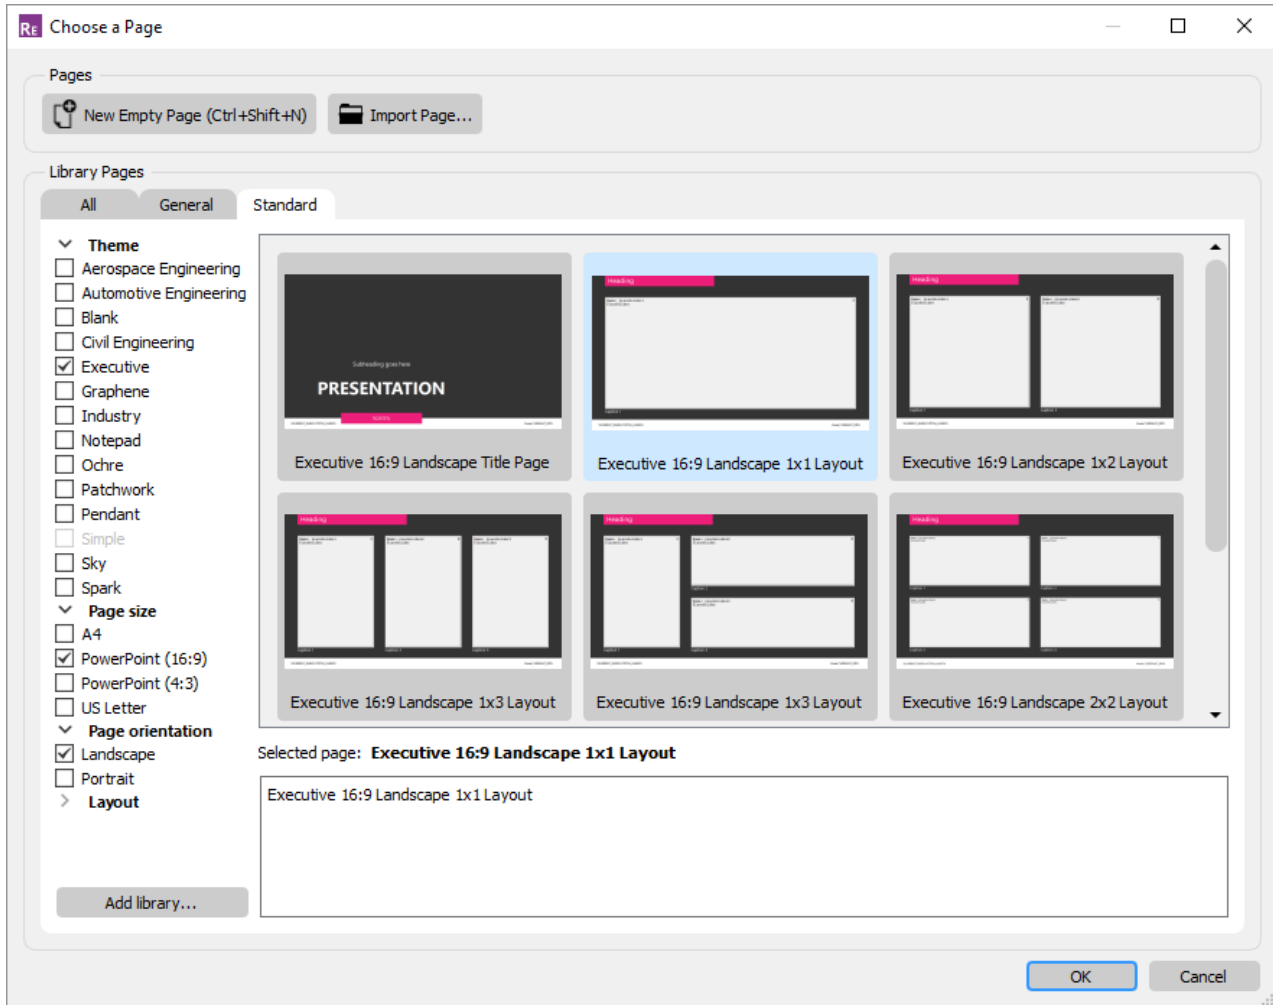 RE Choose a Page
Pages
New Empty Page (Ctrl+Shift+N)
Import Page...
Library Pages
All
General
Standard
Theme
Aerospace Engineering
Automotive Engineering
Blank
Civil Engineering
Executive
Graphene
Industry
Notepad
Ochre
Patchwork
Pendant
Simple
Sky
Spark
Page size
A4
PowerPoint (16:9)
PowerPoint (4:3)
US Letter
Page orientation
Landscape
Portrait
Layout
Add library...
Subheading goes here
PRESENTATION
Executive 16:9 Landscape Title Page
Heading
Executive 16:9 Landscape 1x1 Layout
Heading
Executive 16:9 Landscape 1x2 Layout
Heading
Executive 16:9 Landscape 1x3 Layout
Heading
Executive 16:9 Landscape 1x3 Layout
Heading
Executive 16:9 Landscape 2x2 Layout
Selected page: Executive 16:9 Landscape 1x1 Layout
Executive 16:9 Landscape 1x1 Layout
OK
Cancel